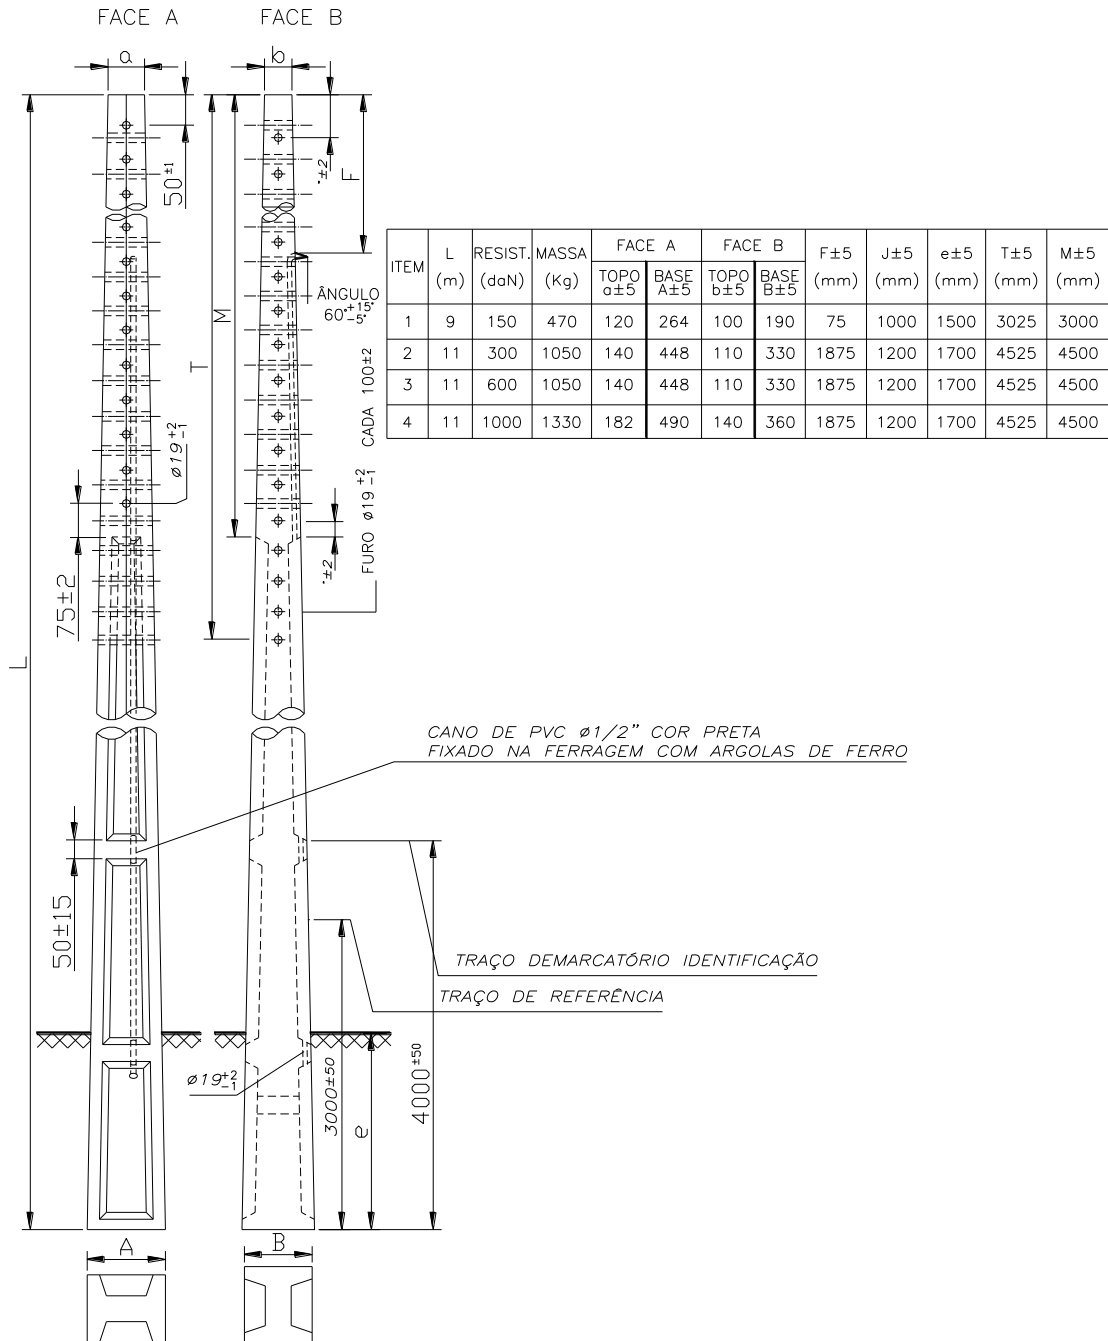 FACE A
FACE B
a
b
50±1
'±2
F
ÂNGULO
60°+15°
-5°
M
T
CADA 100±2
FURO ø19 +2
-1
ø19 +2
-1
75±2
'±2
L
ITEM L (m) RESIST. (daN) MASSA (Kg) FACE A FACE B F±5 (mm) J±5 (mm) e±5 (mm) T±5 (mm) M±5 (mm)
TOPO a±5 BASE A±5 TOPO b±5 BASE B±5
1 9 150 470 120 264 100 190 75 1000 1500 3025 3000
2 11 300 1050 140 448 110 330 1875 1200 1700 4525 4500
3 11 600 1050 140 448 110 330 1875 1200 1700 4525 4500
4 11 1000 1330 182 490 140 360 1875 1200 1700 4525 4500
CANO DE PVC ø1/2” COR PRETA
FIXADO NA FERRAGEM COM ARGOLAS DE FERRO
50±15
TRAÇO DEMARCATÓRIO IDENTIFICAÇÃO
TRAÇO DE REFERÊNCIA
ø19+2
-1
3000±50
e
4000±50
A
B